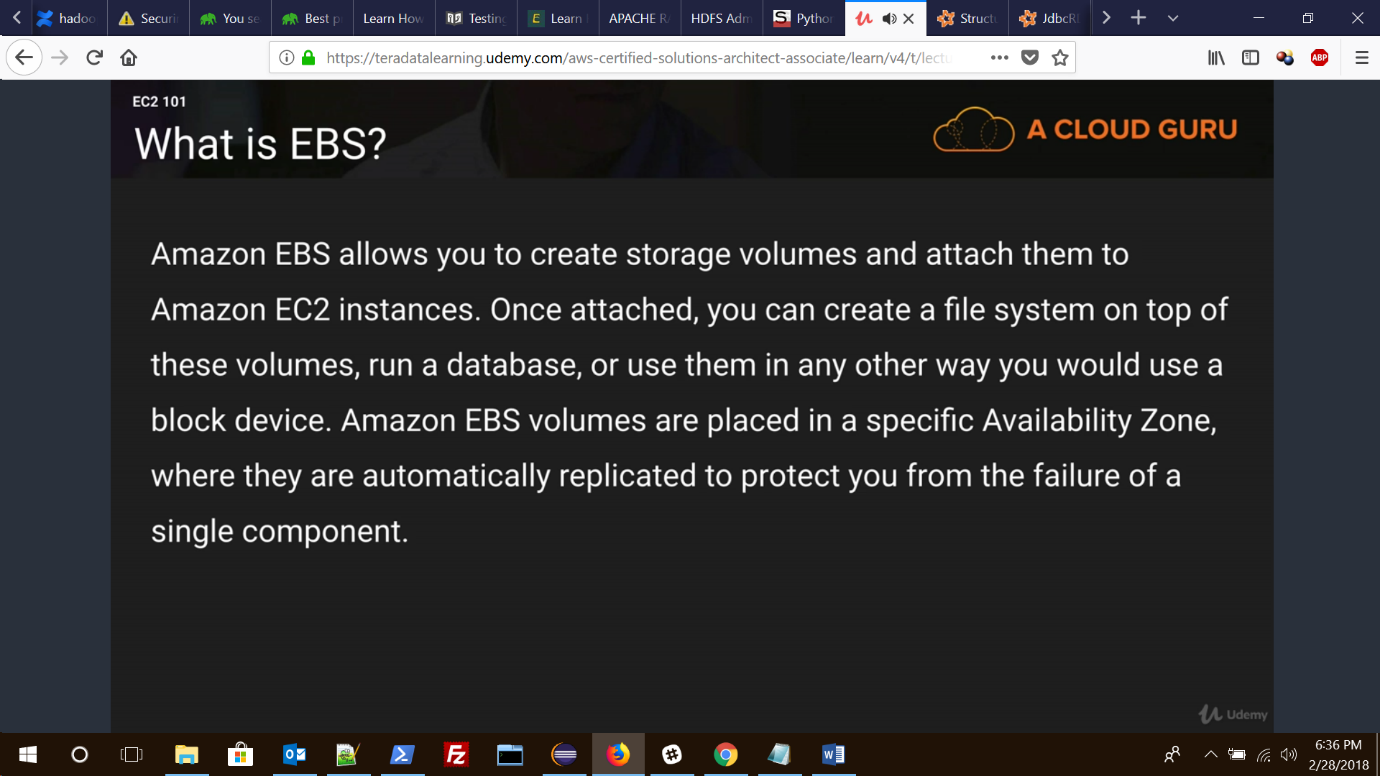 hadoo
Securi
You se
Best p
Learn How
Testing
Learn
APACHE R
HDFS Adm
Pytho
Struct
JdbcR
https://teradatalearning.udemy.com/aws-certified-solutions-architect-associate/learn/v4/t/lectu
ABP
EC2 101
What is EBS?
A CLOUD GURU
Amazon EBS allows you to create storage volumes and attach them to
Amazon EC2 instances. Once attached, you can create a file system on top of
these volumes, run a database, or use them in any other way you would use a
block device. Amazon EBS volumes are placed in a specific Availability Zone,
where they are automatically replicated to protect you from the failure of a
single component.
Udemy
6:36 PM
2/28/2018